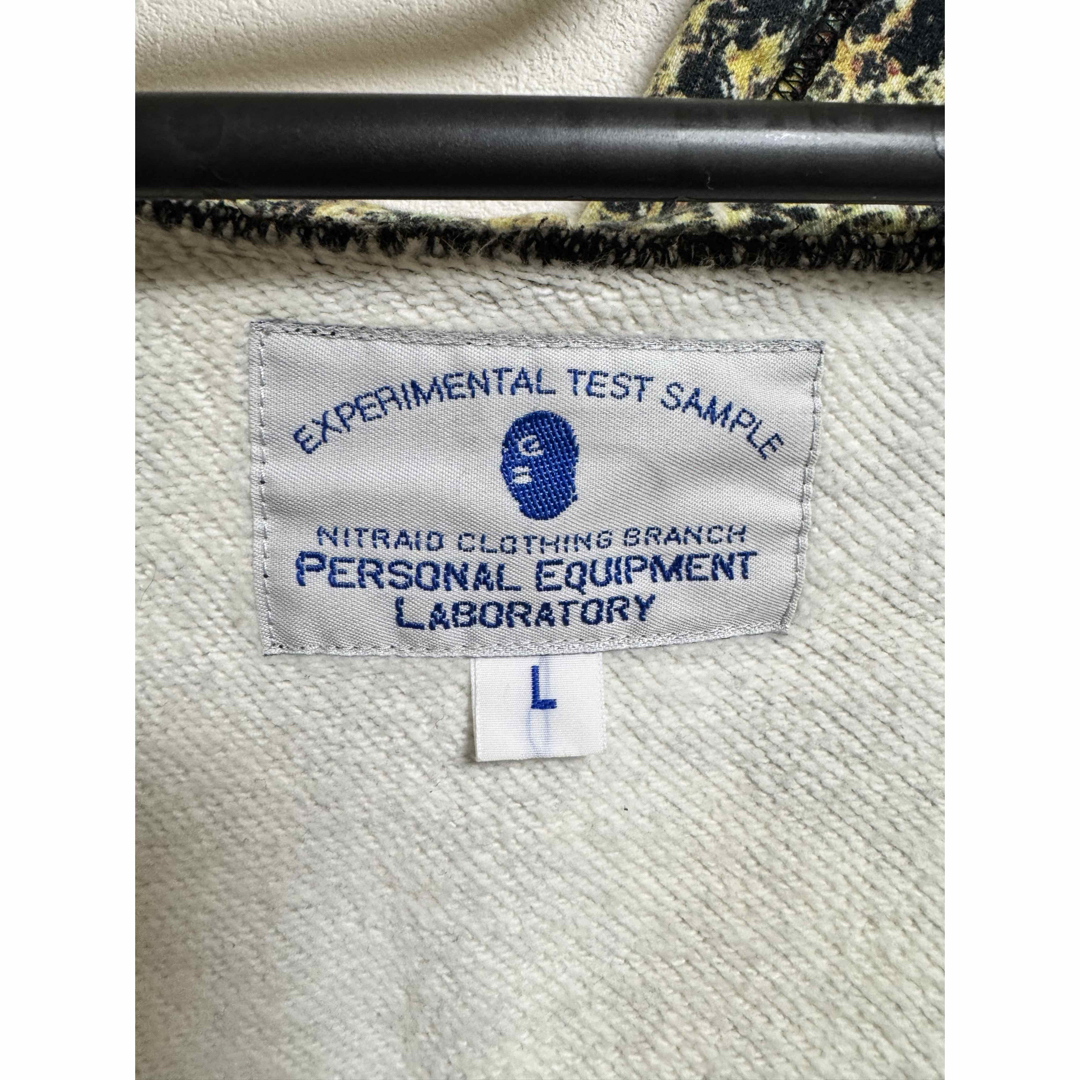 EXPERIMENTAL TEST SAMPLE
NITRAID CLOTHING BRANCH
PERSONAL EQUIPMENT
LABORATORY
L